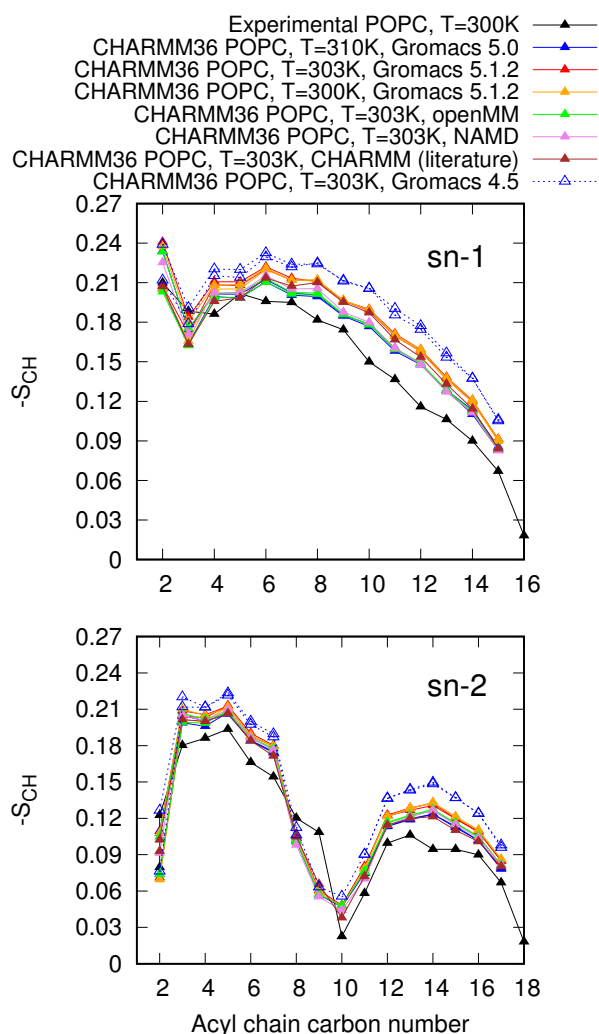 Experimental POPC, T=300K
CHARMM36 POPC, T=310K, Gromacs 5.0
CHARMM36 POPC, T=303K, Gromacs 5.1.2
CHARMM36 POPC, T=300K, Gromacs 5.1.2
CHARMM36 POPC, T=303K, openMM
CHARMM36 POPC, T=303K, NAMD
CHARMM36 POPC, T=303K, CHARMM (literature)
CHARMM36 POPC, T=303K, Gromacs 4.5
0.27
0.24
0.21
0.18
0.15
0.12
0.09
0.06
0.03
0
-SCH
sn-1
2 4 6 8 10 12 14 16 18
0.27
0.24
0.21
0.18
0.15
0.12
0.09
0.06
0.03
0
-SCH
sn-2
2 4 6 8 10 12 14 16 18
Acyl chain carbon number